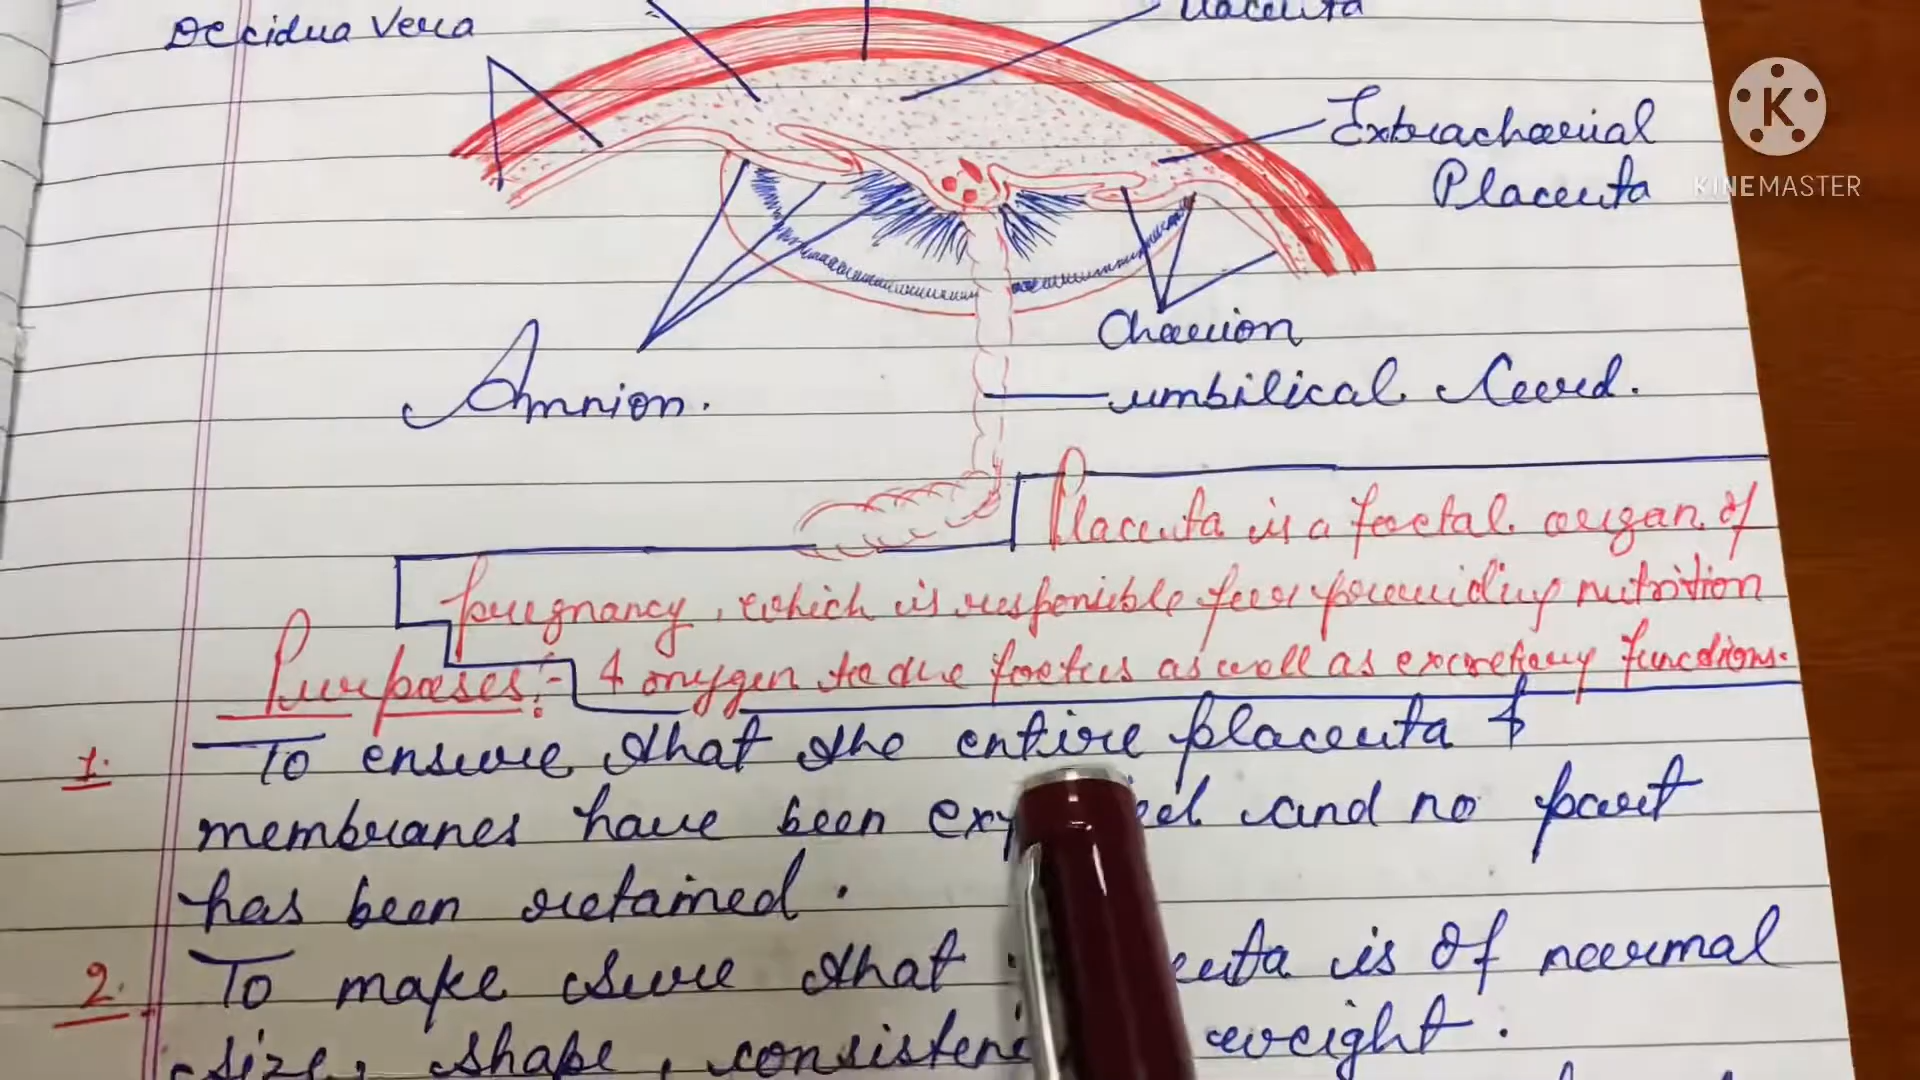 Decidua Vera
Placenta
Extrachorial
Placenta
Chorion
Amnion.
umbilical Cord.
Placenta is a foetal organ of
pregnancy, which is responsible for providing nutrition
Purposes:- & oxygen to the foetus as well as excretory functions.
1. To ensure that the entire placenta &
membranes have been and no part
has been retained.
2. To make sure that is of normal
size, shape, weight.
K
KINEMASTER